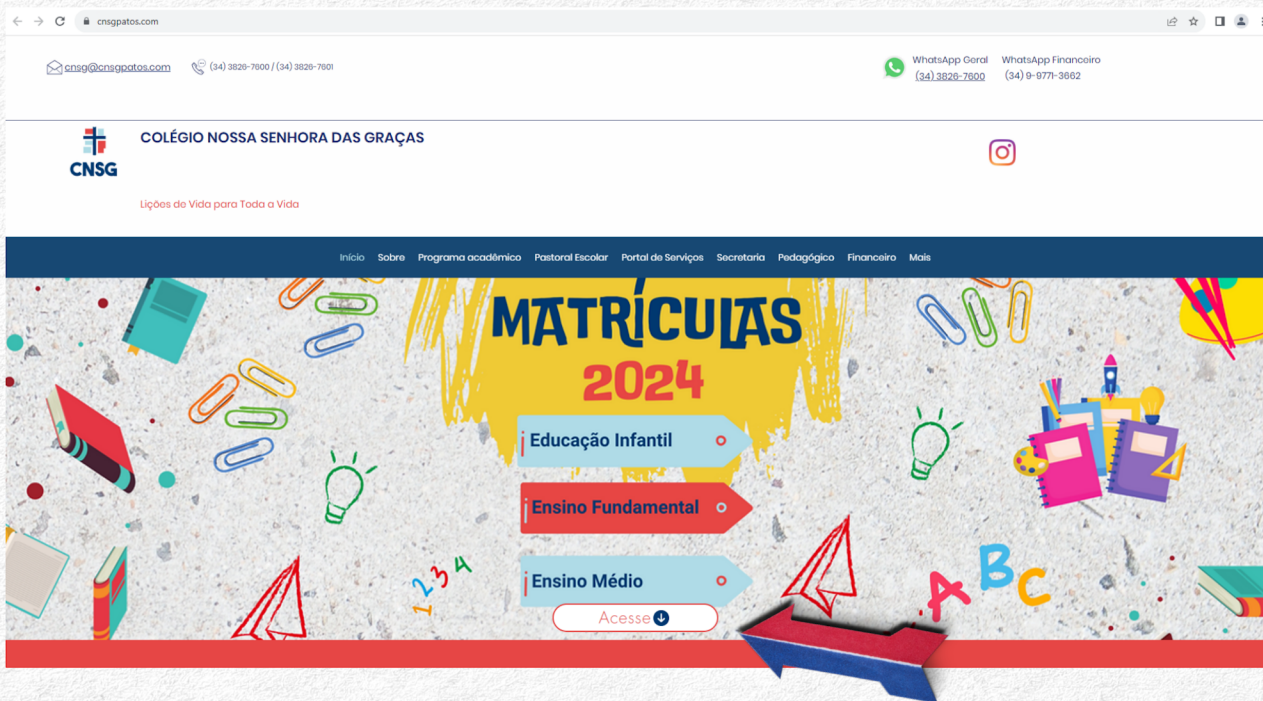 cnsgpatos.com
cnsg@cnsgpatos.com
(34) 3826-7600 / (34) 3826-7601
WhatsApp Geral
(34) 3826-7600
WhatsApp Financeiro
(34) 9-9771-3662
CNSG
COLÉGIO NOSSA SENHORA DAS GRAÇAS
Lições de Vida para Toda a Vida
Início Sobre Programa acadêmico Pastoral Escolar Portal de Serviços Secretaria Pedagógico Financeiro Mais
MATRÍCULAS
2024
Educação Infantil
Ensino Fundamental
Ensino Médio
Acesse
1234
ABC